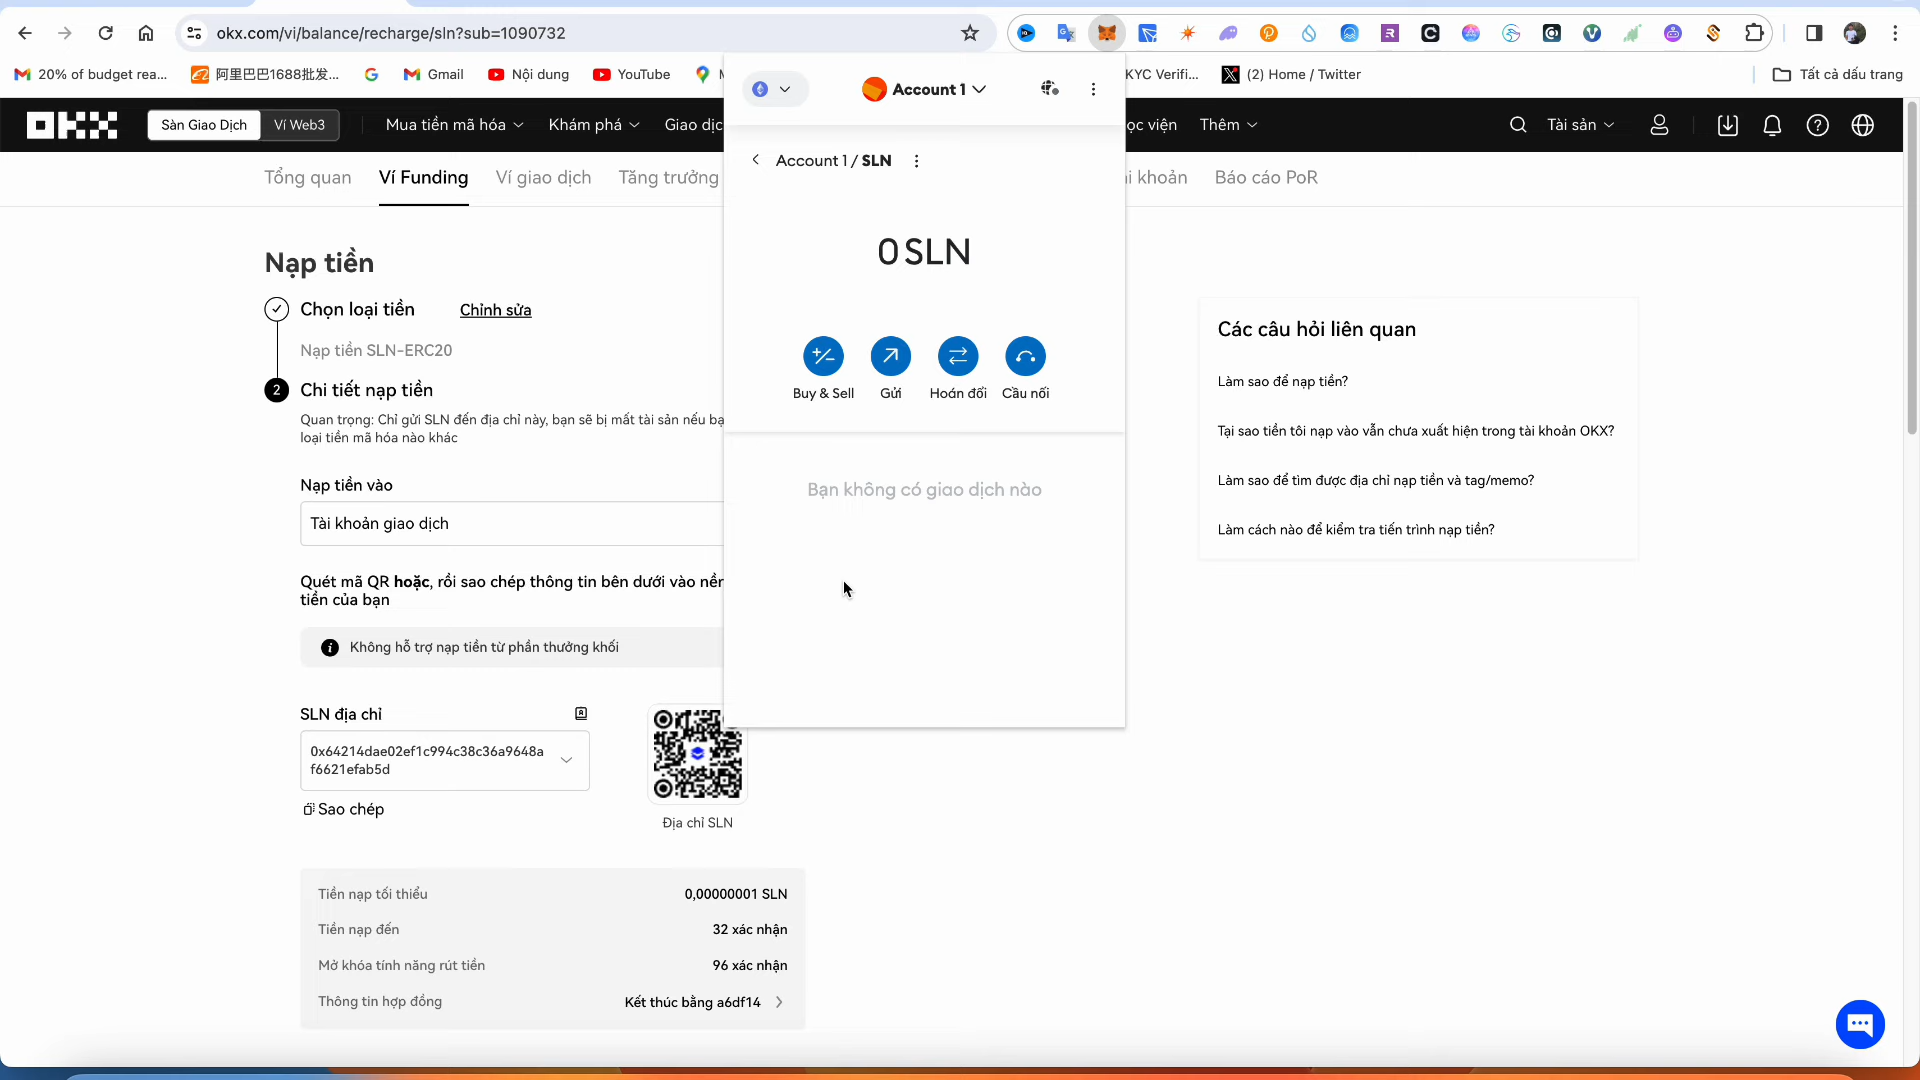 okx.com/vi/balance/recharge/sln?sub=1090732
20% of budget rea...
阿里巴巴1688批发...
Gmail
Nội dung
YouTube
KYC Verifi...
(2) Home / Twitter
Tất cả dấu trang
OKX
Sàn Giao Dịch
Ví Web3
Mua tiền mã hóa
Khám phá
Giao dịc
ọc viện
Thêm
Tài sản
Tổng quan
Ví Funding
Ví giao dịch
Tăng trưởng
i khoản
Báo cáo PoR
Account 1
Account 1 / SLN
0 SLN
Buy & Sell
Gửi
Hoán đổi
Cầu nối
Bạn không có giao dịch nào
Nạp tiền
Chọn loại tiền
Chỉnh sửa
Nạp tiền SLN-ERC20
2
Chi tiết nạp tiền
Quan trọng: Chỉ gửi SLN đến địa chỉ này, bạn sẽ bị mất tài sản nếu bạ
loại tiền mã hóa nào khác
Nạp tiền vào
Tài khoản giao dịch
Quét mã QR hoặc, rồi sao chép thông tin bên dưới vào nền
tiền của bạn
Không hỗ trợ nạp tiền từ phần thưởng khối
SLN địa chỉ
0x64214dae02ef1c994c38c36a9648a
f6621efab5d
Sao chép
Địa chỉ SLN
Tiền nạp tối thiểu
0,00000001 SLN
Tiền nạp đến
32 xác nhận
Mở khóa tính năng rút tiền
96 xác nhận
Thông tin hợp đồng
Kết thúc bằng a6df14
Các câu hỏi liên quan
Làm sao để nạp tiền?
Tại sao tiền tôi nạp vào vẫn chưa xuất hiện trong tài khoản OKX?
Làm sao để tìm được địa chỉ nạp tiền và tag/memo?
Làm cách nào để kiểm tra tiến trình nạp tiền?